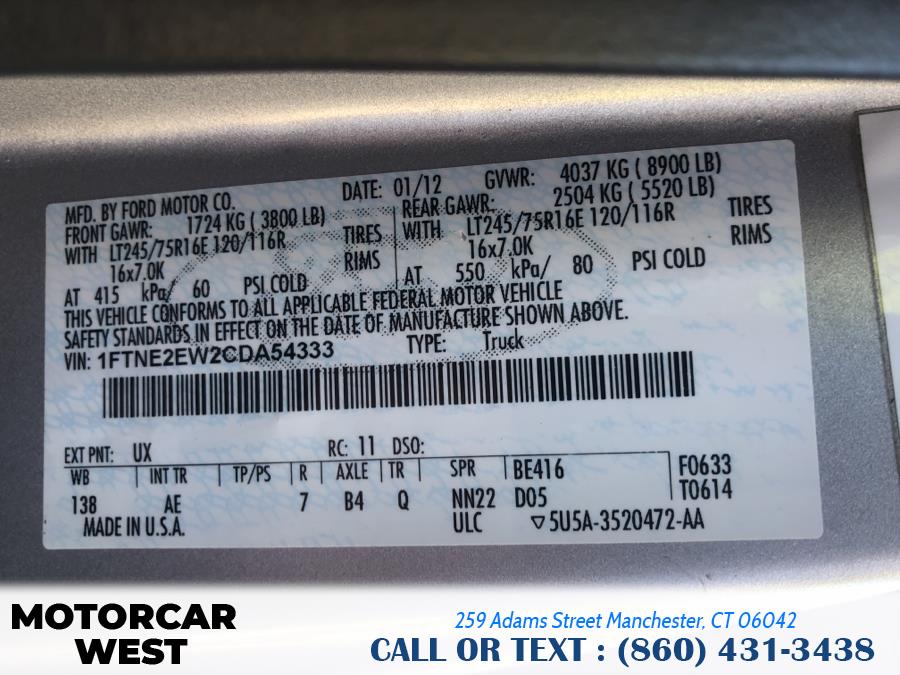 MFD. BY FORD MOTOR CO.
DATE: 01/12 GVWR: 4037 KG ( 8900 LB)
FRONT GAWR: 1724 KG ( 3800 LB)
REAR GAWR: 2504 KG ( 5520 LB)
WITH LT245/75R16E 120/116R TIRES
WITH LT245/75R16E 120/116R TIRES
16x7.0K RIMS
16x7.0K RIMS
AT 415 kPa/ 60 PSI COLD
AT 550 kPa/ 80 PSI COLD
THIS VEHICLE CONFORMS TO ALL APPLICABLE FEDERAL MOTOR VEHICLE
SAFETY STANDARDS IN EFFECT ON THE DATE OF MANUFACTURE SHOWN ABOVE.
VIN: 1FTNE2EW2CDA54333 TYPE: Truck
EXT PNT: UX RC: 11 DSO:
WB INT TR TP/PS R AXLE TR SPR BE416 F0633
138 AE 7 B4 Q NN22 D05 T0614
MADE IN U.S.A. ULC ▽5U5A-3520472-AA
MOTORCAR
WEST
259 Adams Street Manchester, CT 06042
CALL OR TEXT : (860) 431-3438